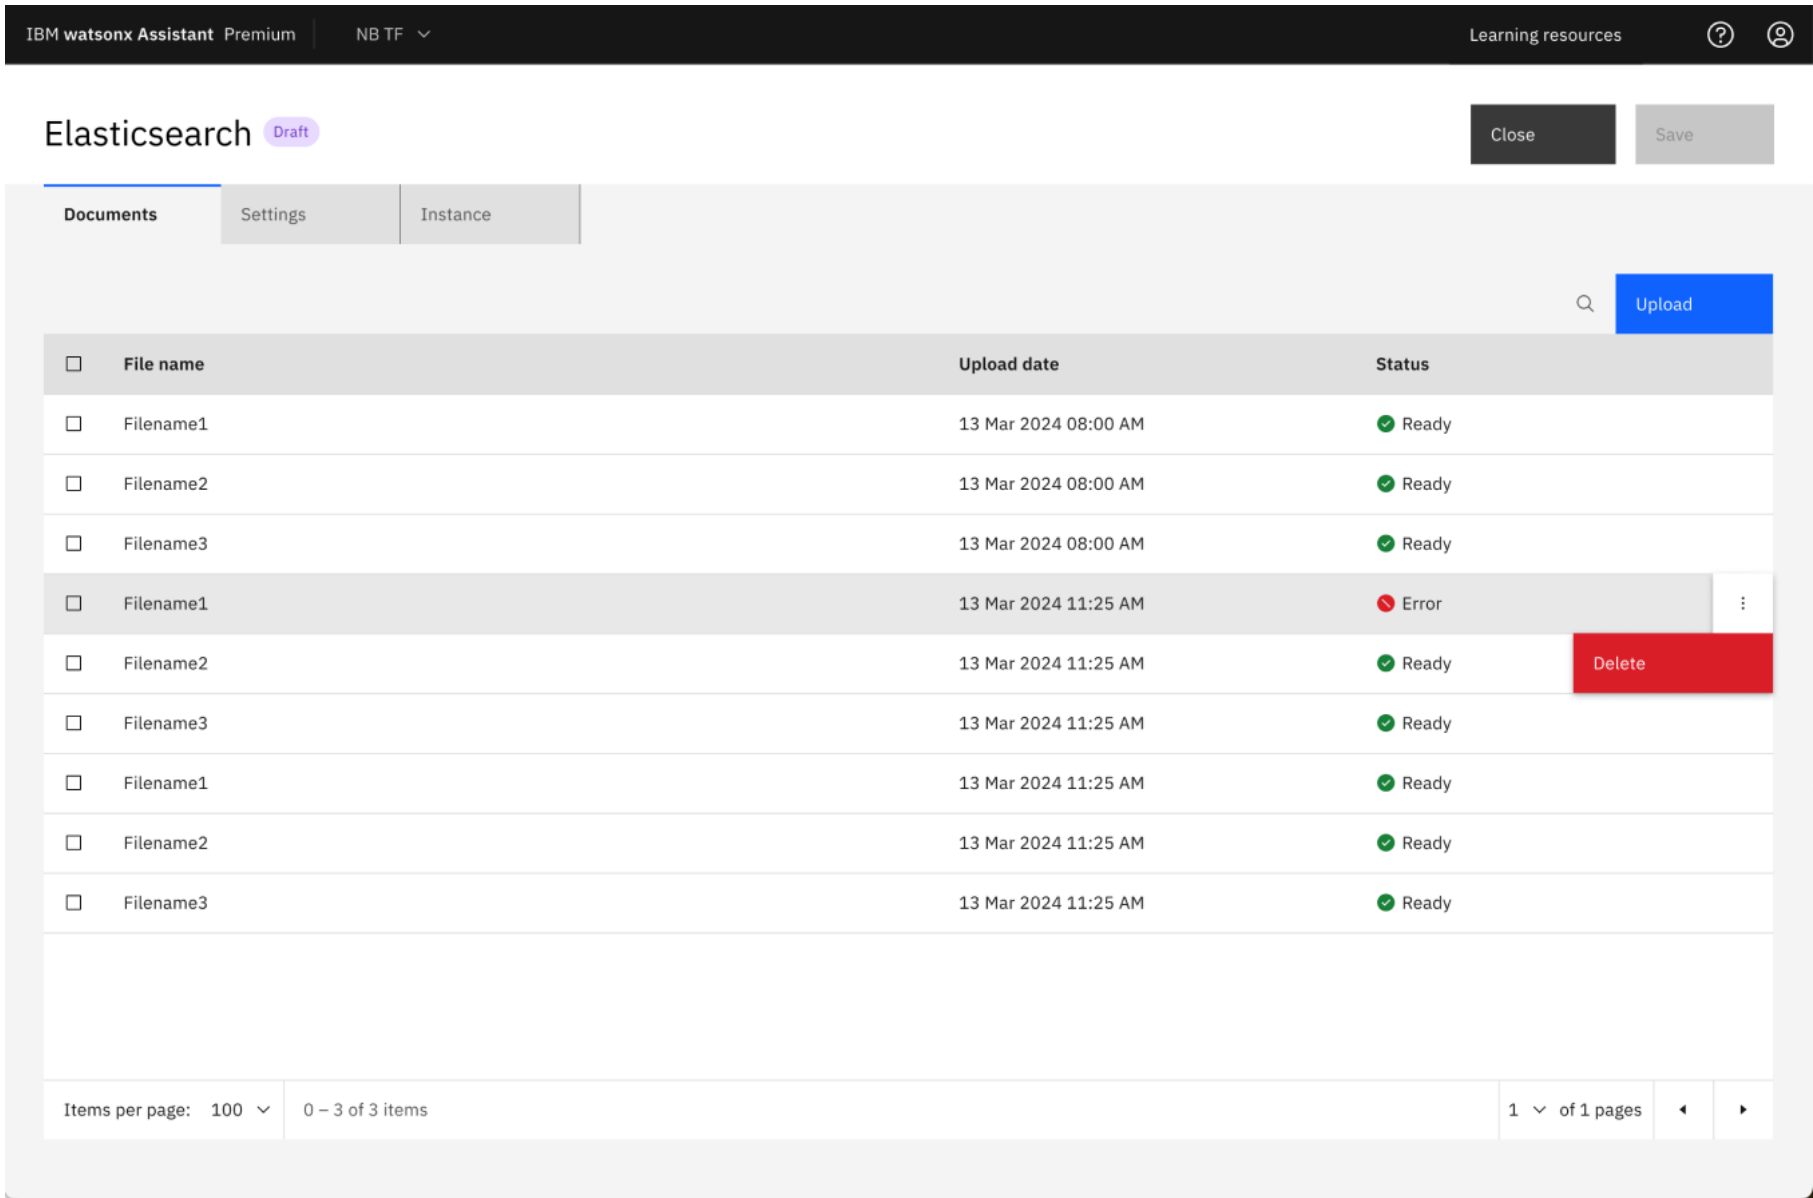 IBM watsonx Assistant Premium NB TF Learning resources
Elasticsearch Draft Close Save
Documents Settings Instance
Upload
File name Upload date Status
Filename1 13 Mar 2024 08:00 AM Ready
Filename2 13 Mar 2024 08:00 AM Ready
Filename3 13 Mar 2024 08:00 AM Ready
Filename1 13 Mar 2024 11:25 AM Error
Filename2 13 Mar 2024 11:25 AM Ready Delete
Filename3 13 Mar 2024 11:25 AM Ready
Filename1 13 Mar 2024 11:25 AM Ready
Filename2 13 Mar 2024 11:25 AM Ready
Filename3 13 Mar 2024 11:25 AM Ready
Items per page: 100 0 – 3 of 3 items 1 of 1 pages